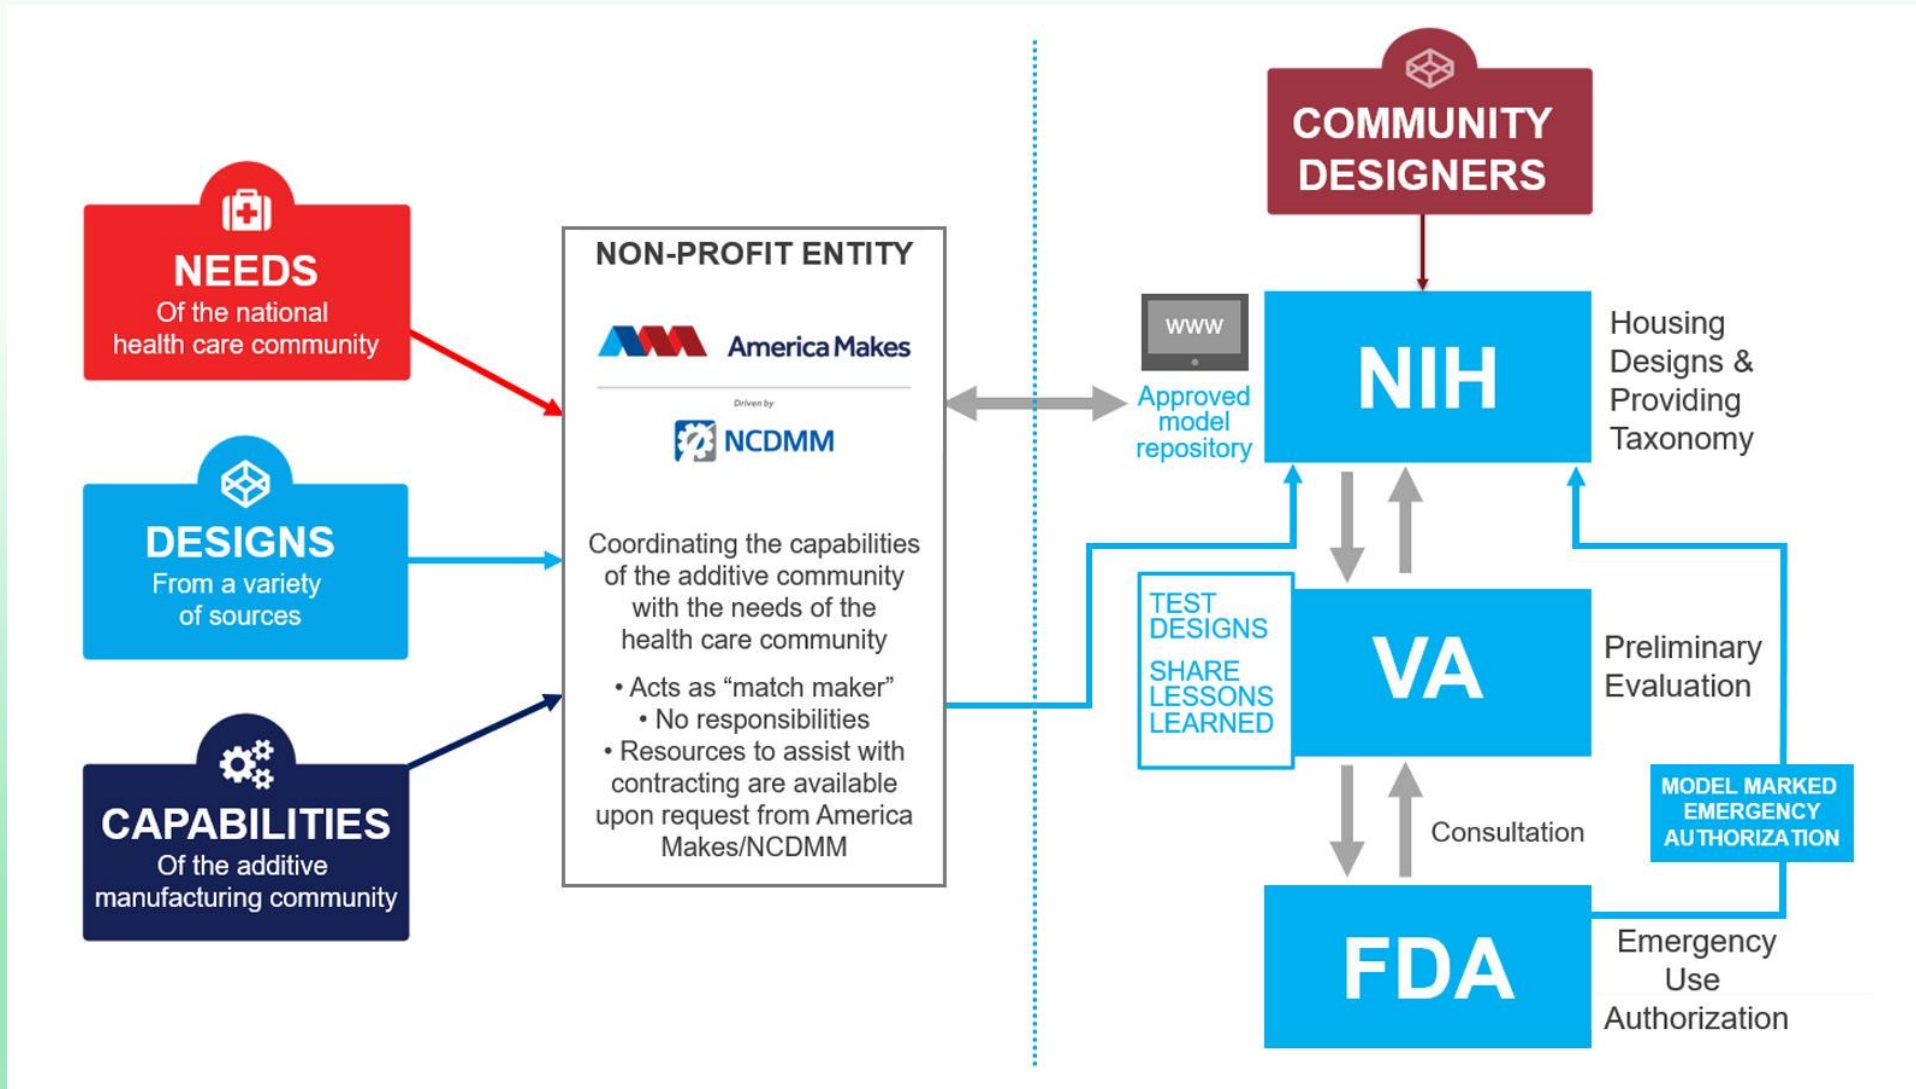 NEEDS
Of the national
health care community
DESIGNS
From a variety
of sources
CAPABILITIES
Of the additive
manufacturing community
NON-PROFIT ENTITY
America Makes
Driven by
NCDMM
Coordinating the capabilities
of the additive community
with the needs of the
health care community
• Acts as “match maker”
• No responsibilities
• Resources to assist with
contracting are available
upon request from America
Makes/NCDMM
COMMUNITY
DESIGNERS
www
Approved
model
repository
NIH
Housing
Designs &
Providing
Taxonomy
TEST
DESIGNS
SHARE
LESSONS
LEARNED
VA
Preliminary
Evaluation
Consultation
MODEL MARKED
EMERGENCY
AUTHORIZATION
FDA
Emergency
Use
Authorization